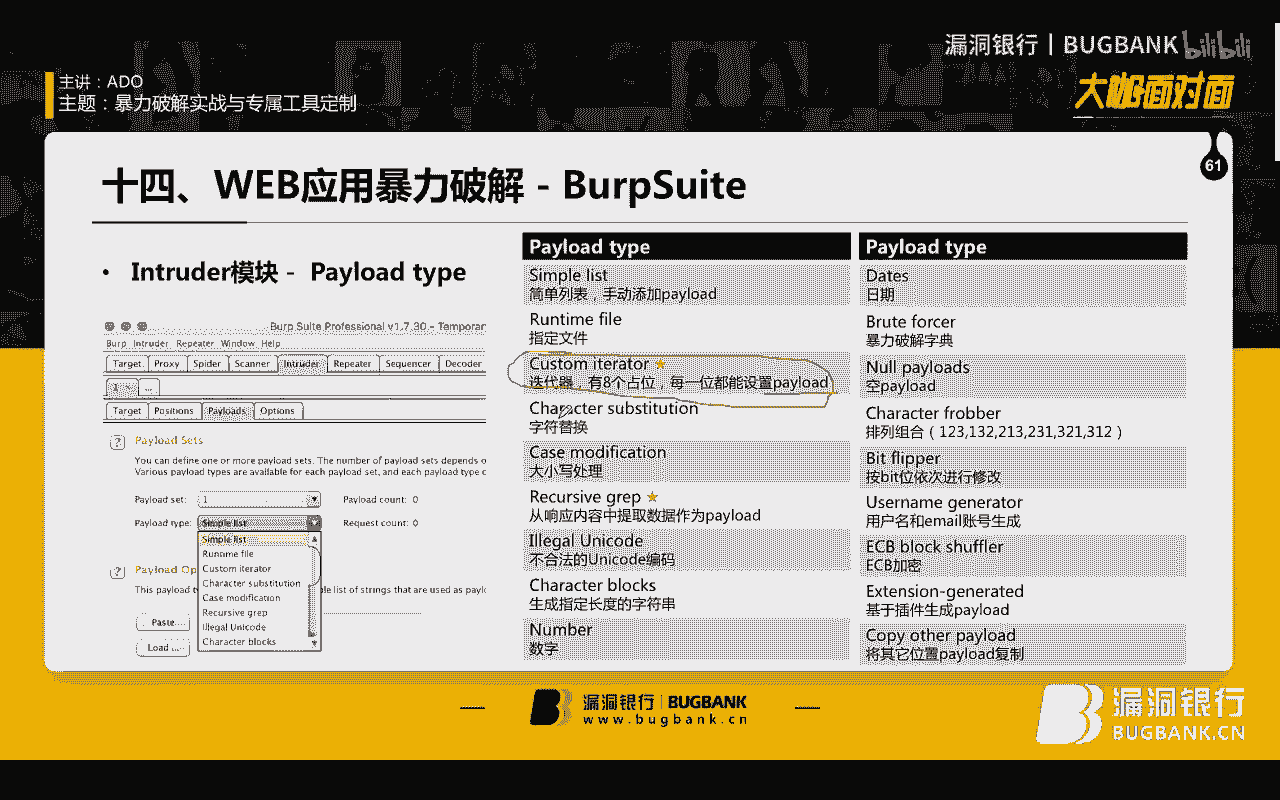 漏洞银行 | BUGBANK bilibili
主讲：ADO
主题：暴力破解实战与专属工具定制
大咖面对面
61
十四、WEB应用暴力破解 - BurpSuite
• Intruder模块 - Payload type
Burp Suite Professional v1.7.30 - Temporar
Burp Intruder Repeater Window Help
Target Proxy Spider Scanner Intruder Repeater Sequencer Decoder
1 × ...
Target Positions Payloads Options
? Payload Sets
You can define one or more payload sets. The number of payload sets depends o
Various payload types are available for each payload set, and each payload type c
Payload set: 1 Payload count: 0
Payload type: Simple list Request count: 0
Simple list
Runtime file
Custom iterator
Character substitution
Case modification
Recursive grep
Illegal Unicode
Character blocks
? Payload Op
This payload t
le list of strings that are used as paylo
Paste
Load ...
Payload type
Simple list
简单列表，手动添加payload
Runtime file
指定文件
Custom iterator ★
迭代器，有8个占位，每一位都能设置payload
Character substitution
字符替换
Case modification
大小写处理
Recursive grep ★
从响应内容中提取数据作为payload
Illegal Unicode
不合法的Unicode编码
Character blocks
生成指定长度的字符串
Number
数字
Payload type
Dates
日期
Brute forcer
暴力破解字典
Null payloads
空payload
Character frobber
排列组合（123,132,213,231,321,312）
Bit flipper
按bit位依次进行修改
Username generator
用户名和email账号生成
ECB block shuffler
ECB加密
Extension-generated
基于插件生成payload
Copy other payload
将其它位置payload复制
漏洞银行 | BUGBANK
www.bugbank.cn
漏洞银行
BUGBANK.CN